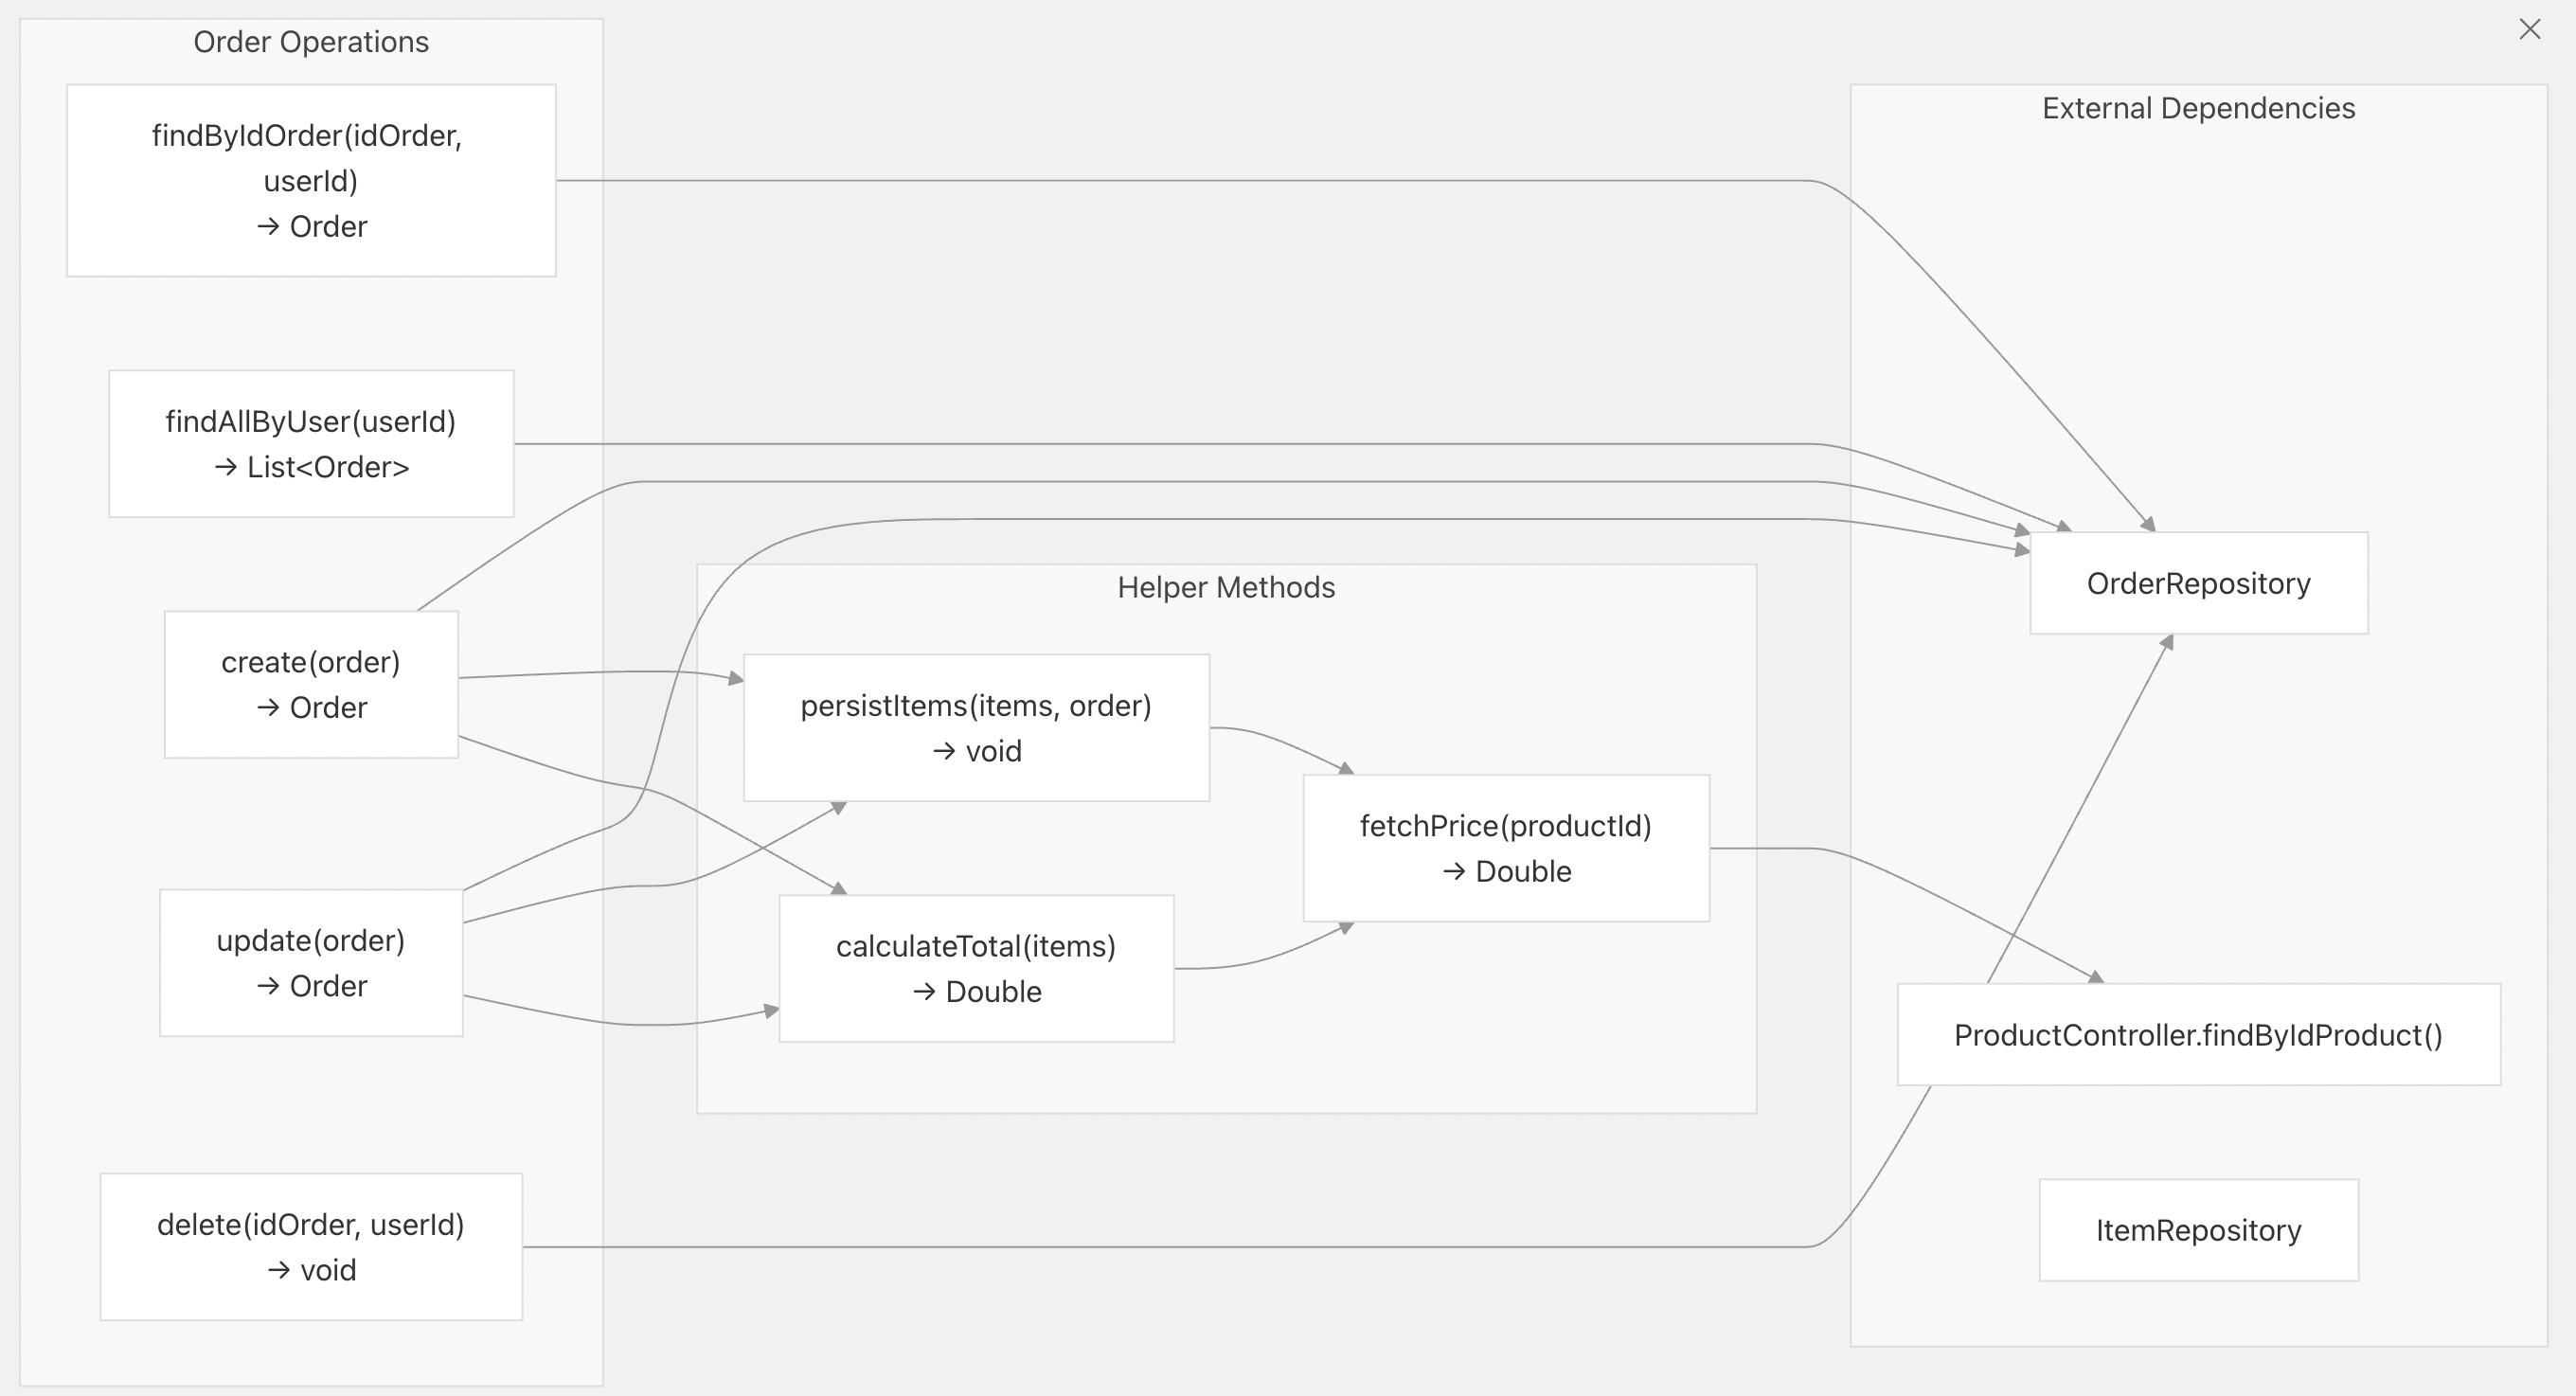 Order Operations
findByIdOrder(idOrder,
userId)
→ Order
findAllByUser(userId)
→ List<Order>
create(order)
→ Order
update(order)
→ Order
delete(idOrder, userId)
→ void
Helper Methods
persistItems(items, order)
→ void
calculateTotal(items)
→ Double
fetchPrice(productId)
→ Double
External Dependencies
OrderRepository
ProductController.findByIdProduct()
ItemRepository